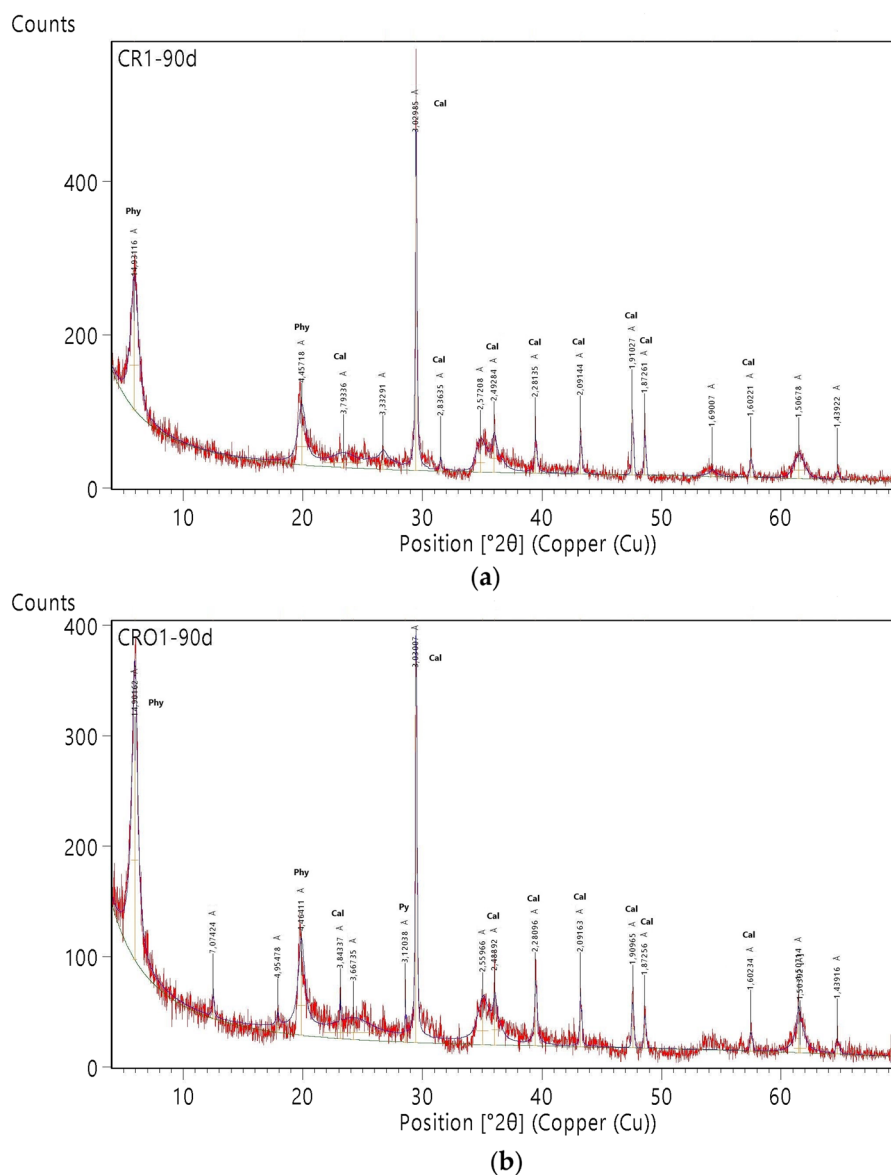 Counts
CR1-90d
400
200
0
Phy
14,93116 Å
Phy
4,45718 Å
Cal
3,79336 Å
3,33291 Å
3,02985 Å
Cal
2,83635 Å
2,57208 Å
Cal
2,49284 Å
Cal
2,28135 Å
Cal
2,09144 Å
Cal
1,91027 Å
Cal
1,87261 Å
1,69007 Å
Cal
1,60221 Å
1,50678 Å
1,43922 Å
10 20 30 40 50 60
Position [°2θ] (Copper (Cu))
(a)
Counts
CRO1-90d
400
300
200
100
0
14,90162 Å
Phy
7,07424 Å
4,95478 Å
Phy
4,46411 Å
Cal
3,84337 Å
3,66735 Å
Py
3,12038 Å
3,03007 Å
Cal
2,55966 Å
Cal
2,48892 Å
Cal
2,28096 Å
Cal
2,09163 Å
Cal
1,90965 Å
Cal
1,87256 Å
Cal
1,60234 Å
1,43916 Å
10 20 30 40 50 60
Position [°2θ] (Copper (Cu))
(b)